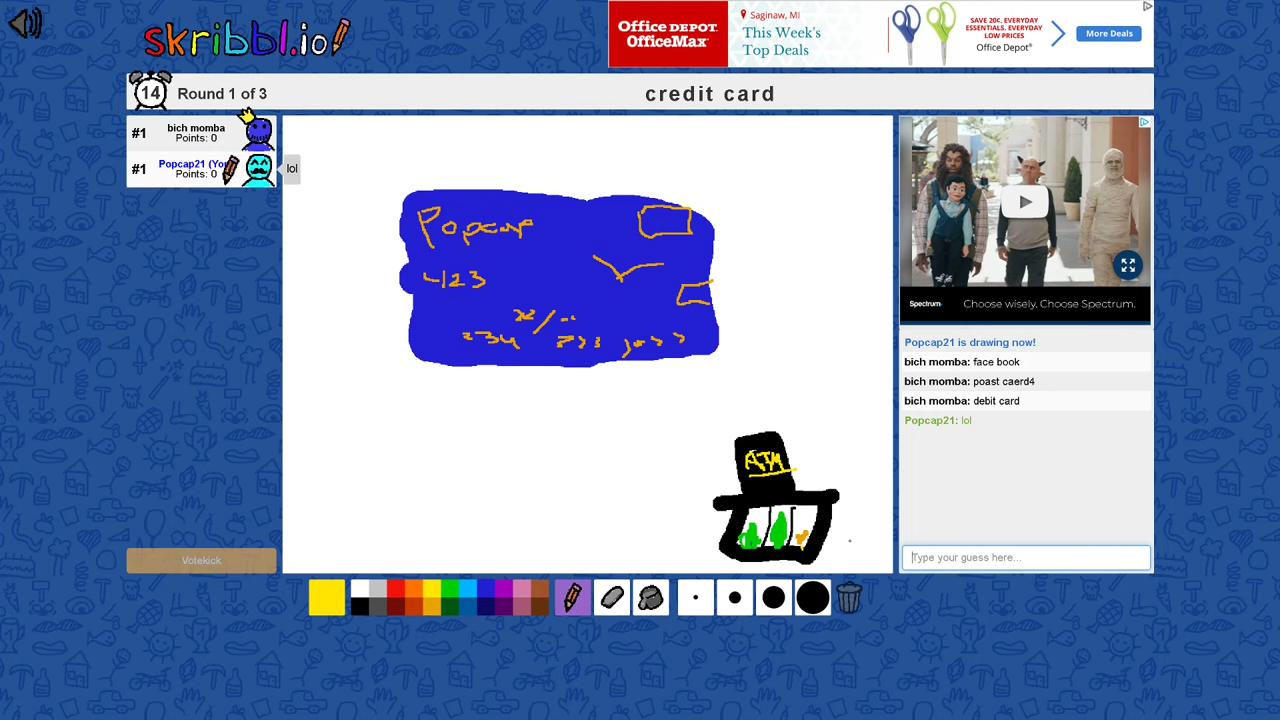 skribbl.io
OFFICE DEPOT
OfficeMax
Saginaw, MI
This Week's
Top Deals
SAVE 20¢. EVERYDAY
ESSENTIALS. EVERYDAY
LOW PRICES
Office Depot®
More Deals
14
Round 1 of 3
credit card
#1
bich momba
Points: 0
#1
Popcap21 (You
Points: 0
lol
Popcap
423
ATM
Spectrum
Choose wisely. Choose Spectrum.
Popcap21 is drawing now!
bich momba: face book
bich momba: poast caerd4
bich momba: debit card
Popcap21: lol
Votekick
Type your guess here...